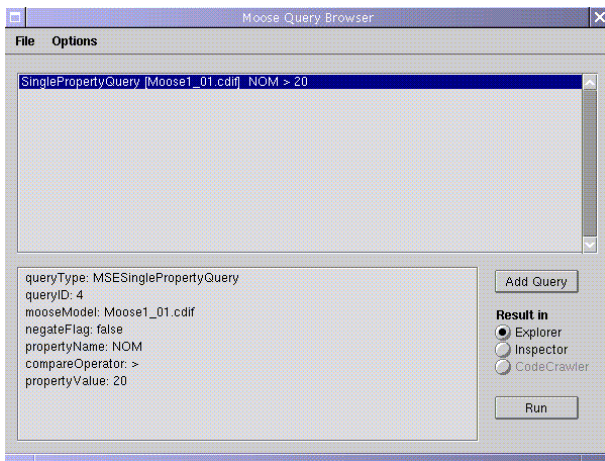 Moose Query Browser
File Options
SinglePropertyQuery [Moose1_01.cdif] NOM > 20
queryType: MSESinglePropertyQuery
queryID: 4
mooseModel: Moose1_01.cdif
negateFlag: false
propertyName: NOM
compareOperator: >
propertyValue: 20
Add Query
Result in
Explorer
Inspector
CodeCrawler
Run